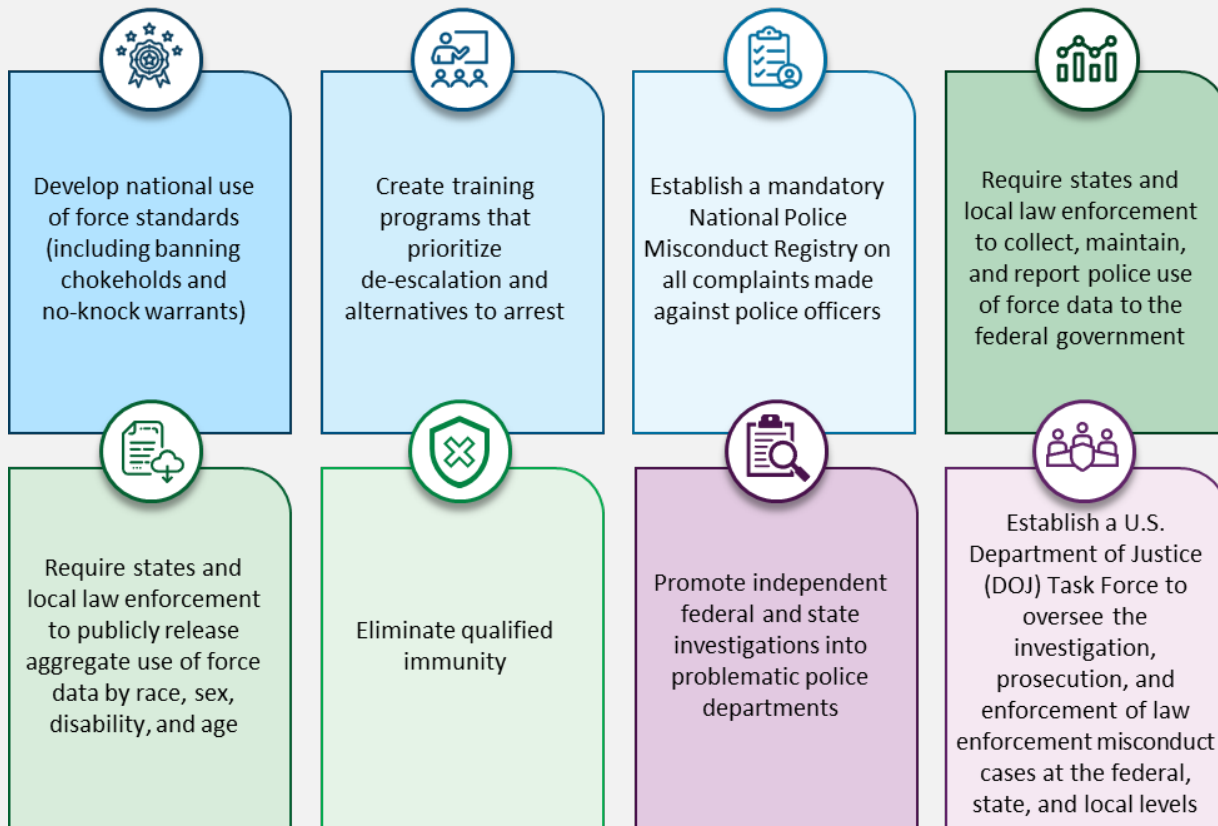 Develop national use
of force standards
(including banning
chokeholds and
no-knock warrants)
Create training
programs that
prioritize
de-escalation and
alternatives to arrest
Establish a mandatory
National Police
Misconduct Registry on
all complaints made
against police officers
Require states and
local law enforcement
to collect, maintain,
and report police use
of force data to the
federal government
Require states and
local law enforcement
to publicly release
aggregate use of force
data by race, sex,
disability, and age
Eliminate qualified
immunity
Promote independent
federal and state
investigations into
problematic police
departments
Establish a U.S.
Department of Justice
(DOJ) Task Force to
oversee the
investigation,
prosecution, and
enforcement of law
enforcement misconduct
cases at the federal,
state, and local levels